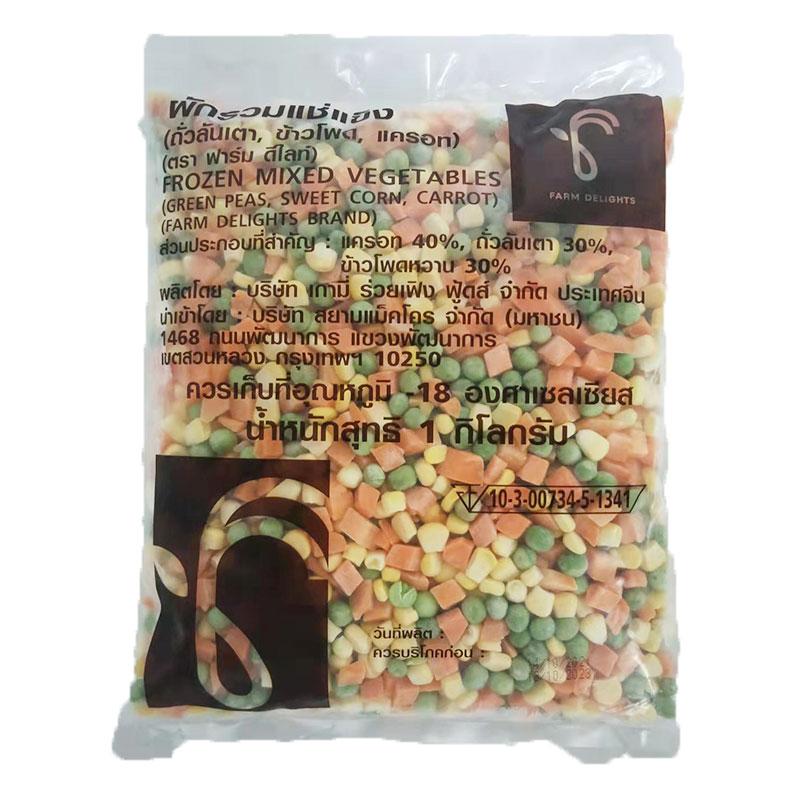 ผักรวมแช่แข็ง
(ถั่วลันเตา, ข้าวโพด, แครอท)
(ตรา ฟาร์ม ดีไลท์)
FROZEN MIXED VEGETABLES
(GREEN PEAS, SWEET CORN, CARROT)
(FARM DELIGHTS BRAND)
FARM DELIGHTS
ส่วนประกอบที่สำคัญ : แครอท 40%, ถั่วลันเตา 30%,
ข้าวโพดหวาน 30%
ผลิตโดย : บริษัท เกามี่ ร่วยเฟิง ฟู้ดส์ จำกัด ประเทศจีน
นำเข้าโดย : บริษัท สยามแม็คโคร จำกัด (มหาชน)
1468 ถนนพัฒนาการ แขวงพัฒนาการ
เขตสวนหลวง กรุงเทพฯ 10250
ควรเก็บที่อุณหภูมิ -18 องศาเซลเซียส
น้ำหนักสุทธิ 1 กิโลกรัม
10-3-00734-5-1341
วันที่ผลิต :
ควรบริโภคก่อน :